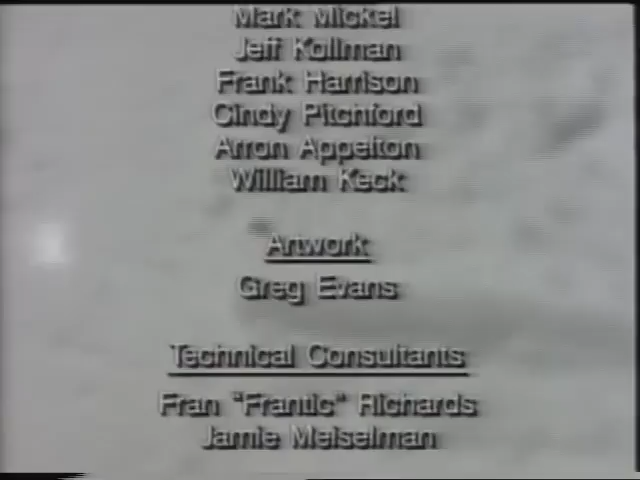 Mark Mickel
Jeff Kollman
Frank Harrison
Cindy Pitchford
Arron Appelton
William Keck
Artwork
Greg Evans
Technical Consultants
Fran "Frantic" Richards
Jamie Meiselman